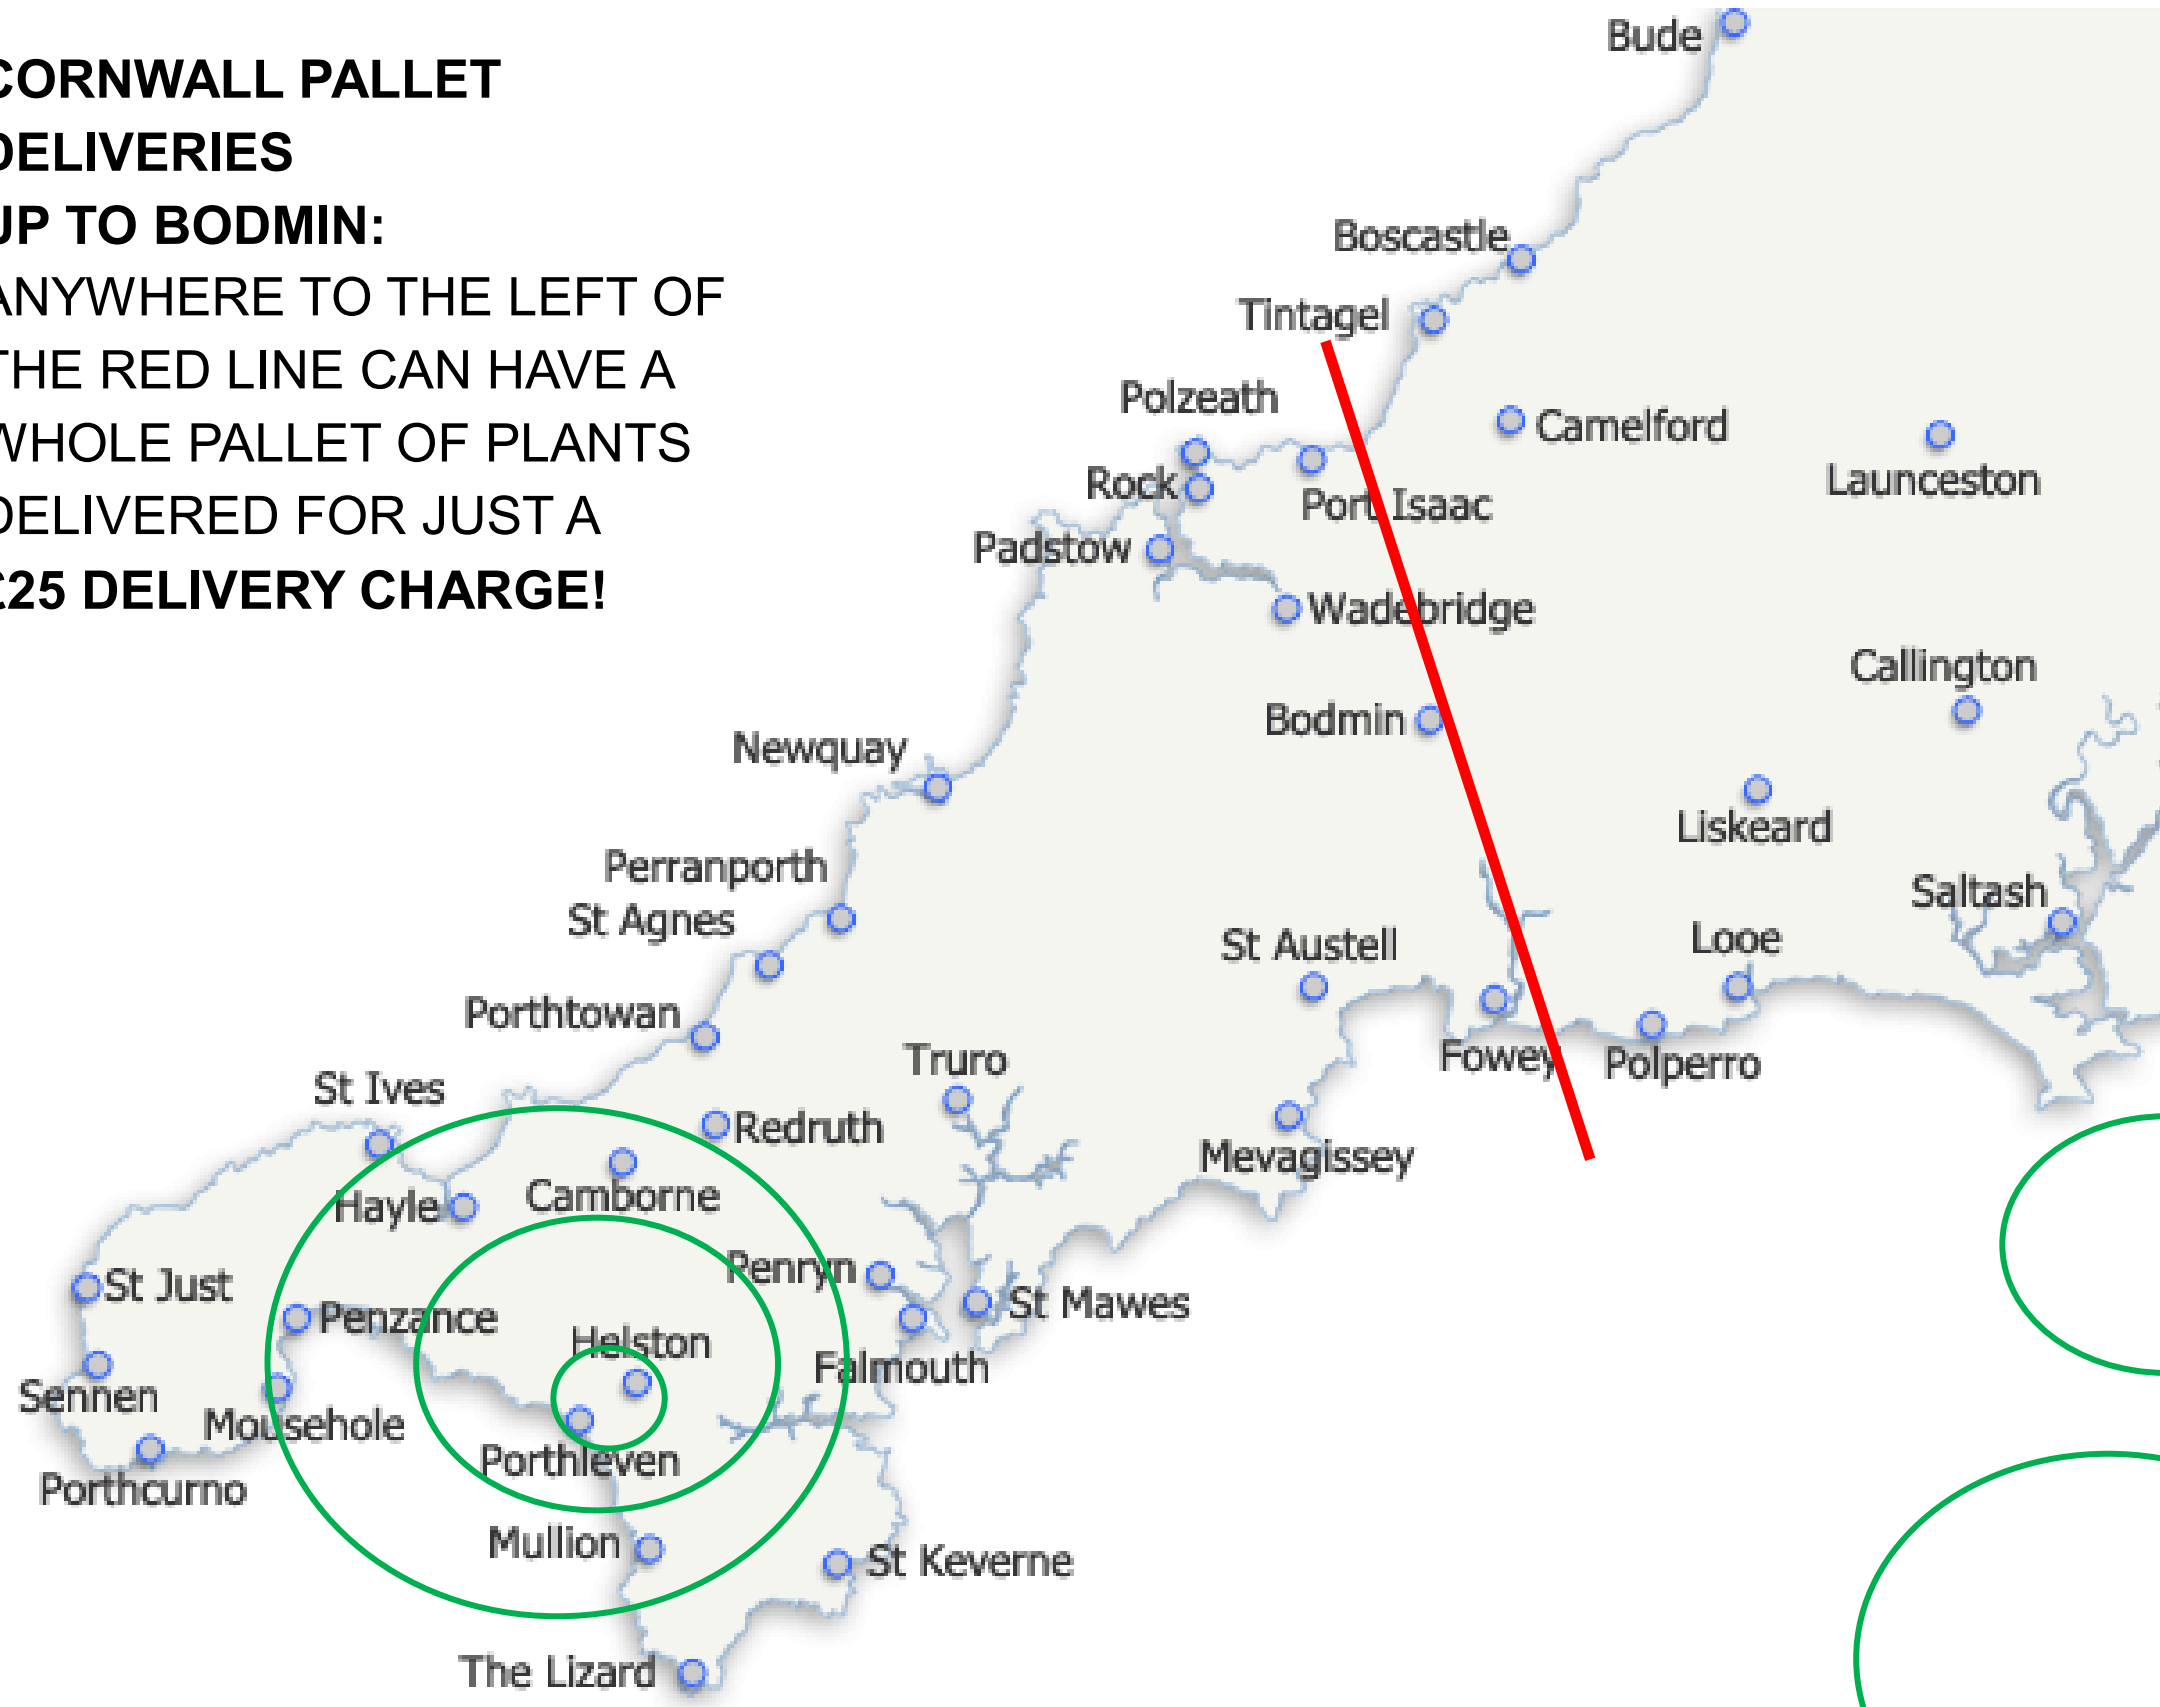 CORNWALL PALLET
DELIVERIES
UP TO BODMIN:
ANYWHERE TO THE LEFT OF
THE RED LINE CAN HAVE A
WHOLE PALLET OF PLANTS
DELIVERED FOR JUST A
£25 DELIVERY CHARGE!
Bude
Boscastle
Tintagel
Polzeath
Camelford
Launceston
Rock
Port Isaac
Padstow
Wadebridge
Callington
Bodmin
Newquay
Liskeard
Perranporth
Saltash
St Agnes
St Austell
Looe
Porthtowan
Truro
Fowey
Polperro
St Ives
Redruth
Mevagissey
Hayle
Camborne
Penryn
St Just
St Mawes
Penzance
Helston
Falmouth
Sennen
Mousehole
Porthleven
Porthcurno
Mullion
St Keverne
The Lizard